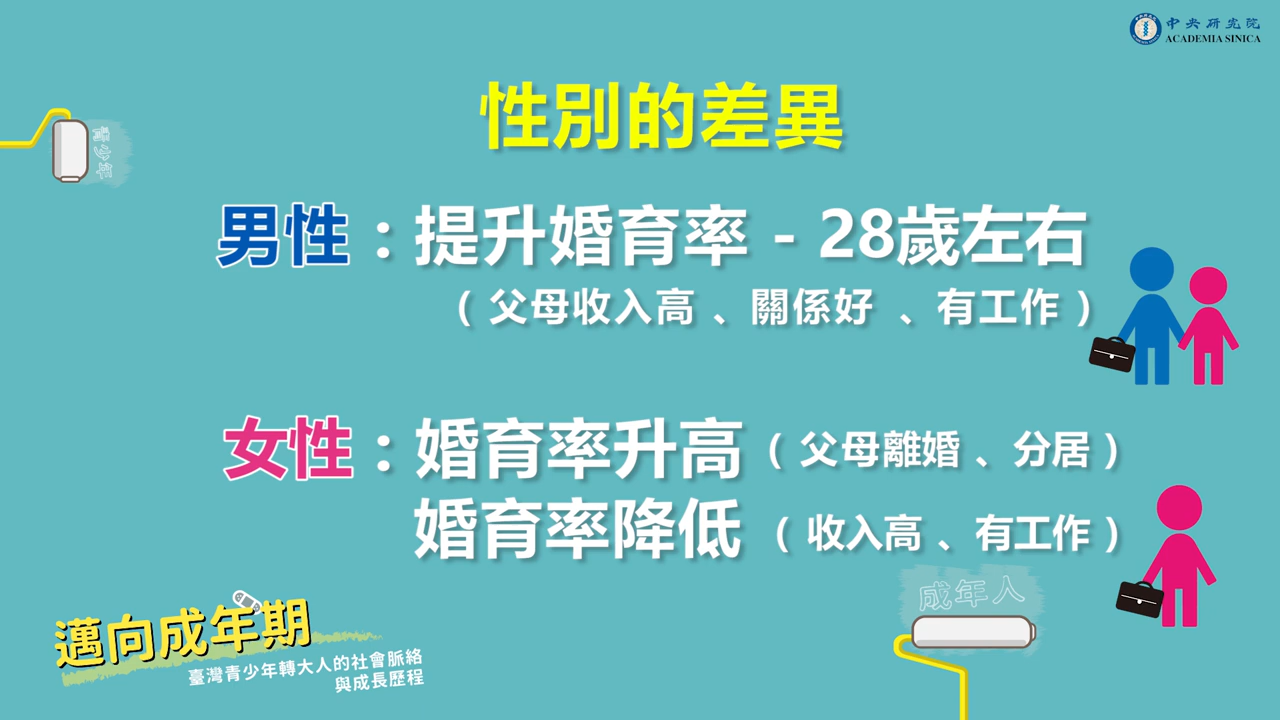 中央研究院
ACADEMIA SINICA
性別的差異
青少年
男性：提升婚育率 - 28歲左右
（父母收入高、關係好 、有工作）
女性：婚育率升高（父母離婚、分居）
婚育率降低（收入高、有工作）
成年人
邁向成年期
臺灣青少年轉大人的社會脈絡
與成長歷程